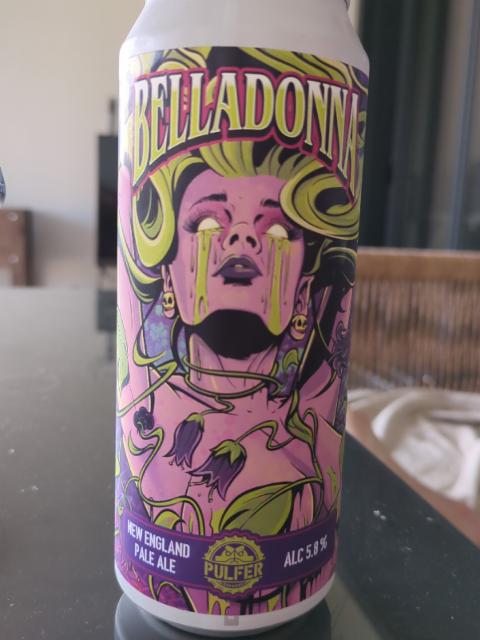 BELLADONNA
NEW ENGLAND
PALE ALE
PULFER
ALC 5.8 %